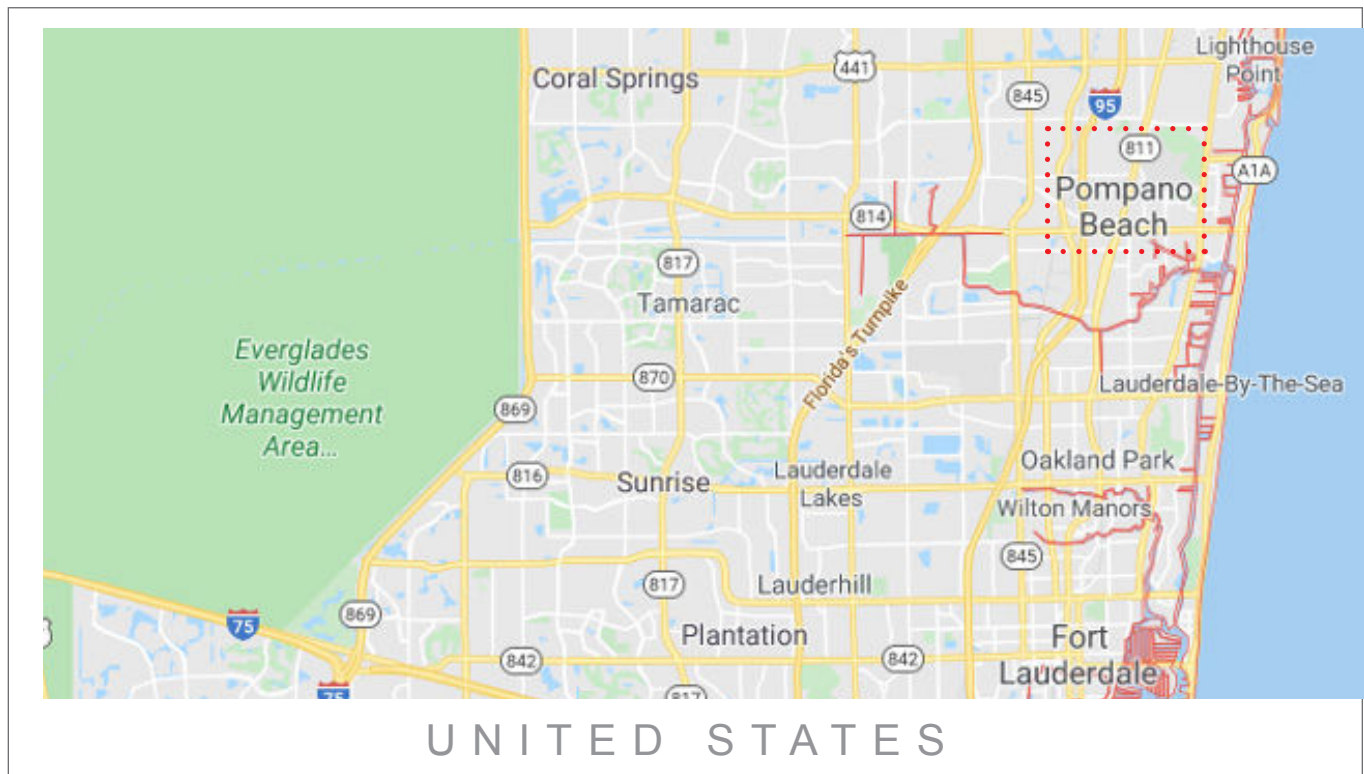 Lighthouse
Point
Coral Springs
441
845
95
811
A1A
Pompano
Beach
814
817
Tamarac
Florida's Turnpike
Everglades
Wildlife
Management
Area...
870
869
Lauderdale-By-The-Sea
816
Sunrise
Lauderdale
Lakes
Oakland Park
Wilton Manors
845
817
Lauderhill
869
75
Plantation
Fort
Lauderdale
842
842
75
817
UNITED STATES